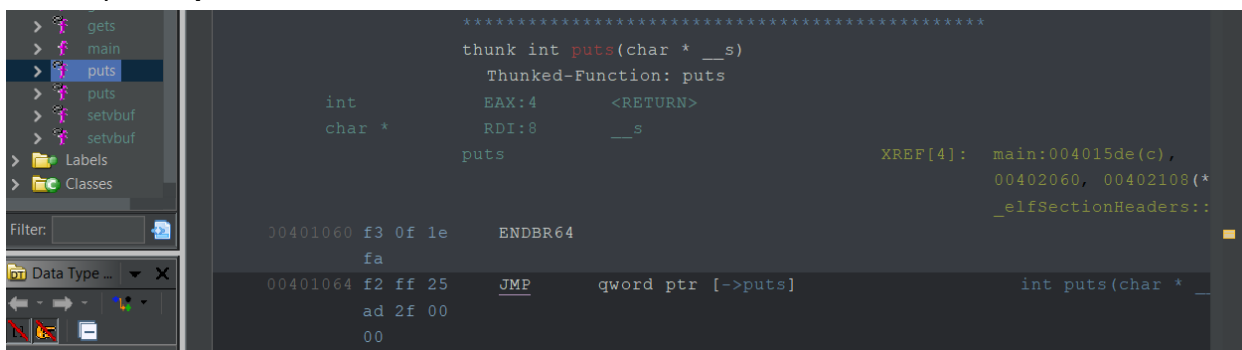 gets
main
puts
puts
setvbuf
setvbuf
Labels
Classes
Filter:
Data Type ...
*************************************************
thunk int puts(char * __s)
Thunked-Function: puts
int EAX:4 <RETURN>
char * RDI:8 __s
puts XREF[4]: main:004015de(c),
00402060, 00402108(*
_elfSectionHeaders::
00401060 f3 0f 1e ENDBR64
fa
00401064 f2 ff 25 JMP qword ptr [->puts] int puts(char * __
ad 2f 00
00